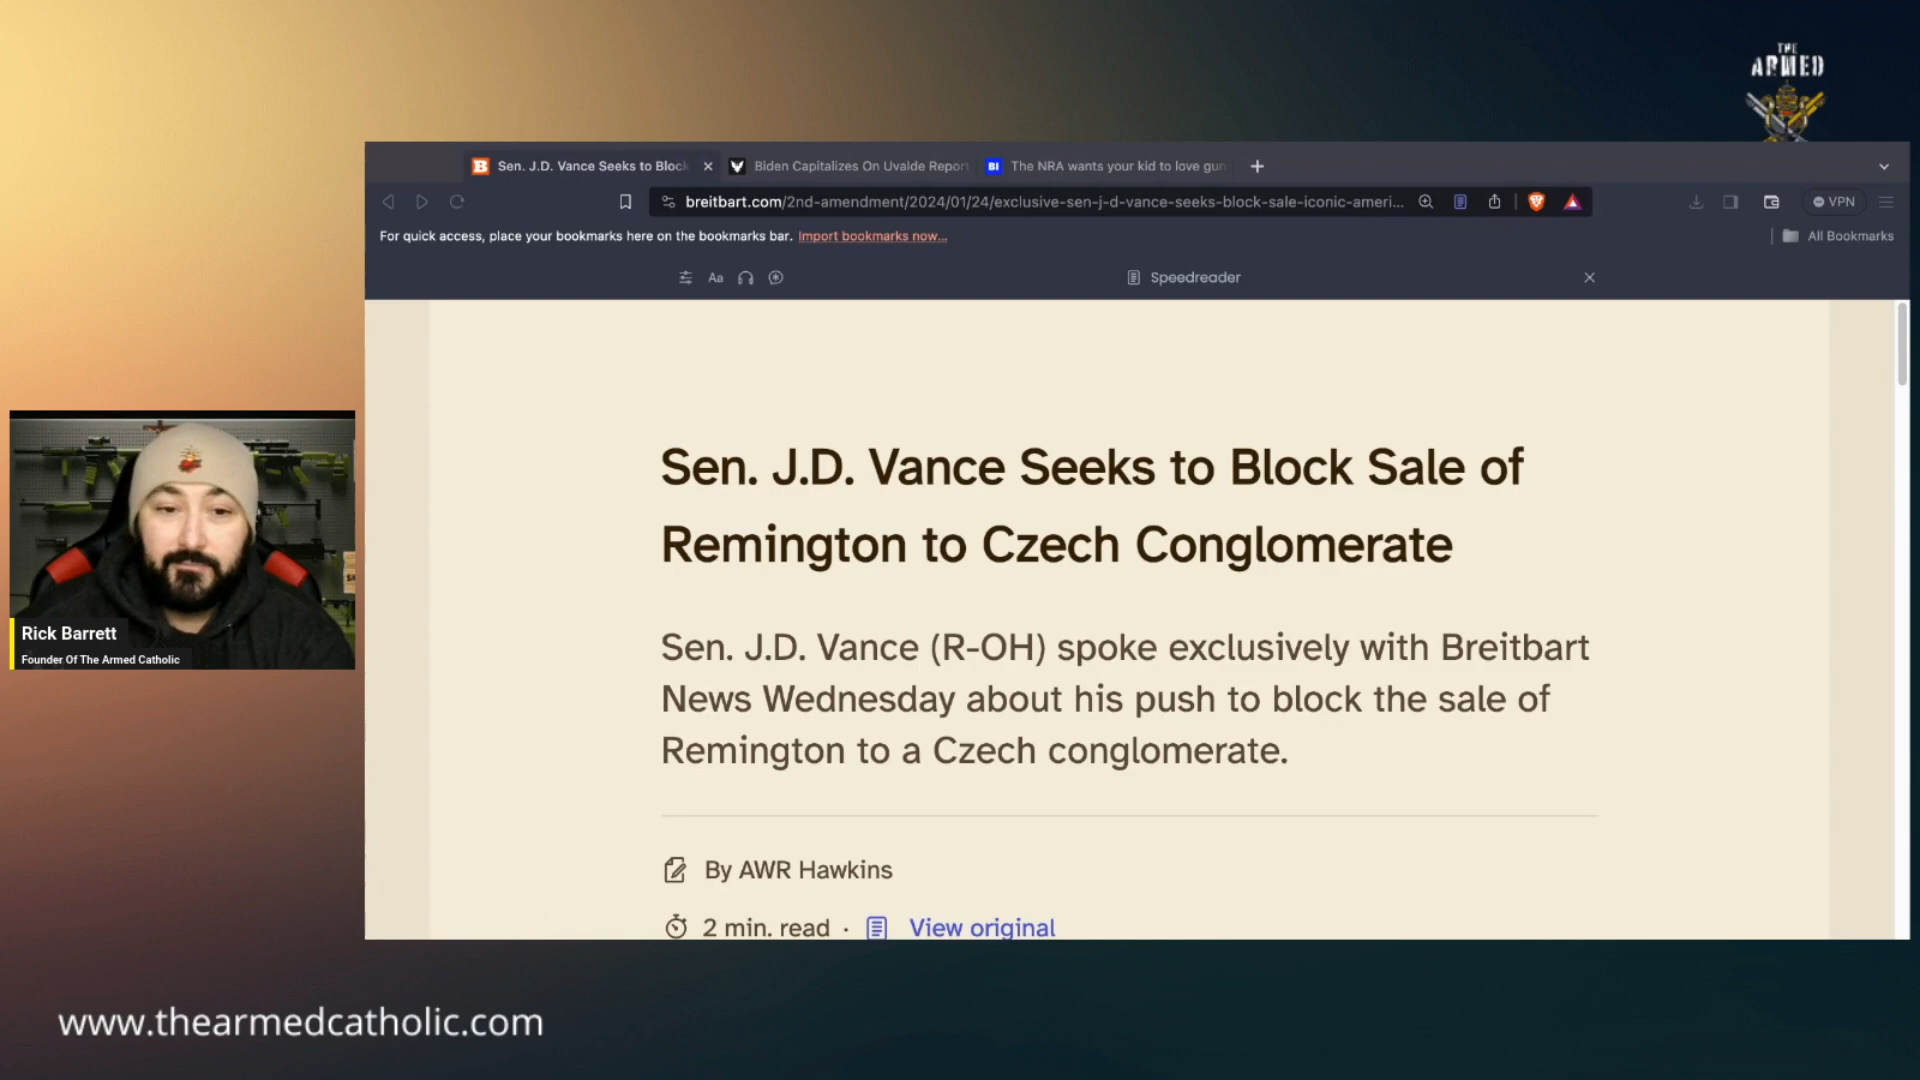 THE
ARMED
Sen. J.D. Vance Seeks to Block
Biden Capitalizes On Uvalde Report
BI
The NRA wants your kid to love gun
breitbart.com/2nd-amendment/2024/01/24/exclusive-sen-j-d-vance-seeks-block-sale-iconic-ameri...
VPN
For quick access, place your bookmarks here on the bookmarks bar. Import bookmarks now...
All Bookmarks
Aa
Speedreader
Sen. J.D. Vance Seeks to Block Sale of
Remington to Czech Conglomerate
Sen. J.D. Vance (R-OH) spoke exclusively with Breitbart
News Wednesday about his push to block the sale of
Remington to a Czech conglomerate.
By AWR Hawkins
2 min. read · View original
Rick Barrett
Founder Of The Armed Catholic
www.thearmedcatholic.com